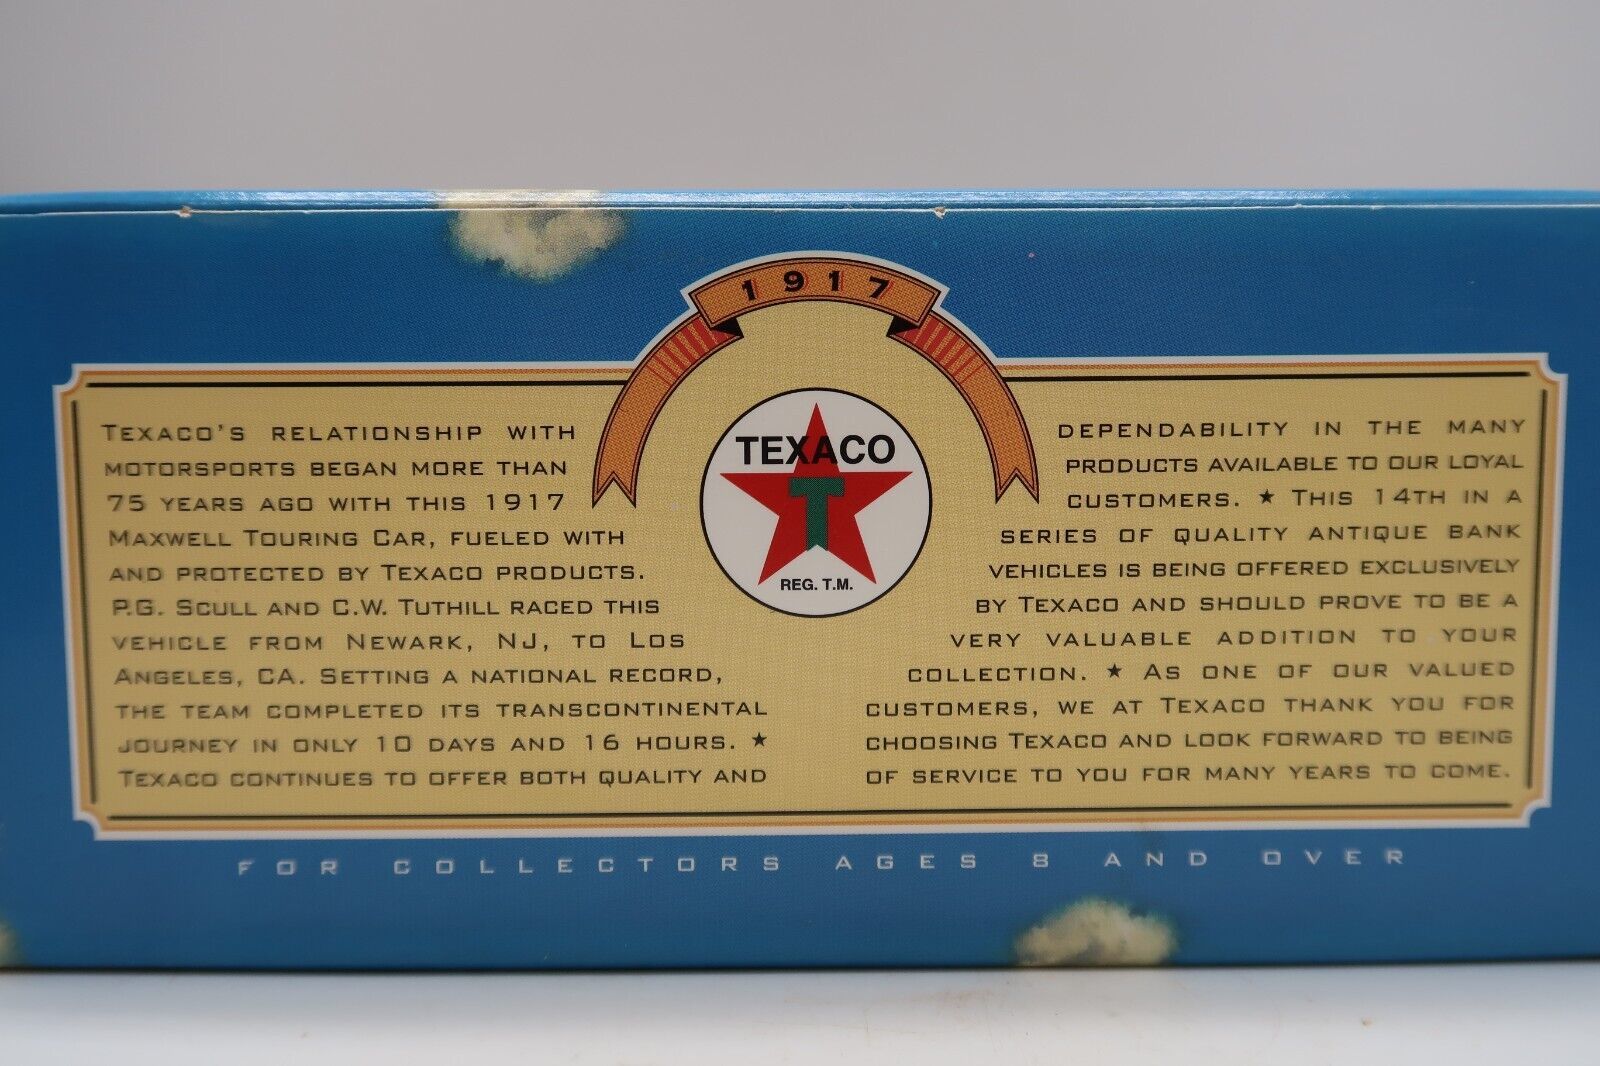 1917
TEXACO'S RELATIONSHIP WITH
MOTORSPORTS BEGAN MORE THAN
75 YEARS AGO WITH THIS 1917
MAXWELL TOURING CAR, FUELED WITH
AND PROTECTED BY TEXACO PRODUCTS.
P.G. SCULL AND C.W. TUTHILL RACED THIS
VEHICLE FROM NEWARK, NJ, TO LOS
ANGELES, CA. SETTING A NATIONAL RECORD,
THE TEAM COMPLETED ITS TRANSCONTINENTAL
JOURNEY IN ONLY 10 DAYS AND 16 HOURS. ★
TEXACO CONTINUES TO OFFER BOTH QUALITY AND
TEXACO
T
REG. T.M.
DEPENDABILITY IN THE MANY
PRODUCTS AVAILABLE TO OUR LOYAL
CUSTOMERS. ★ THIS 14TH IN A
SERIES OF QUALITY ANTIQUE BANK
VEHICLES IS BEING OFFERED EXCLUSIVELY
BY TEXACO AND SHOULD PROVE TO BE A
VERY VALUABLE ADDITION TO YOUR
COLLECTION. ★ AS ONE OF OUR VALUED
CUSTOMERS, WE AT TEXACO THANK YOU FOR
CHOOSING TEXACO AND LOOK FORWARD TO BEING
OF SERVICE TO YOU FOR MANY YEARS TO COME.
FOR COLLECTORS AGES 8 AND OVER